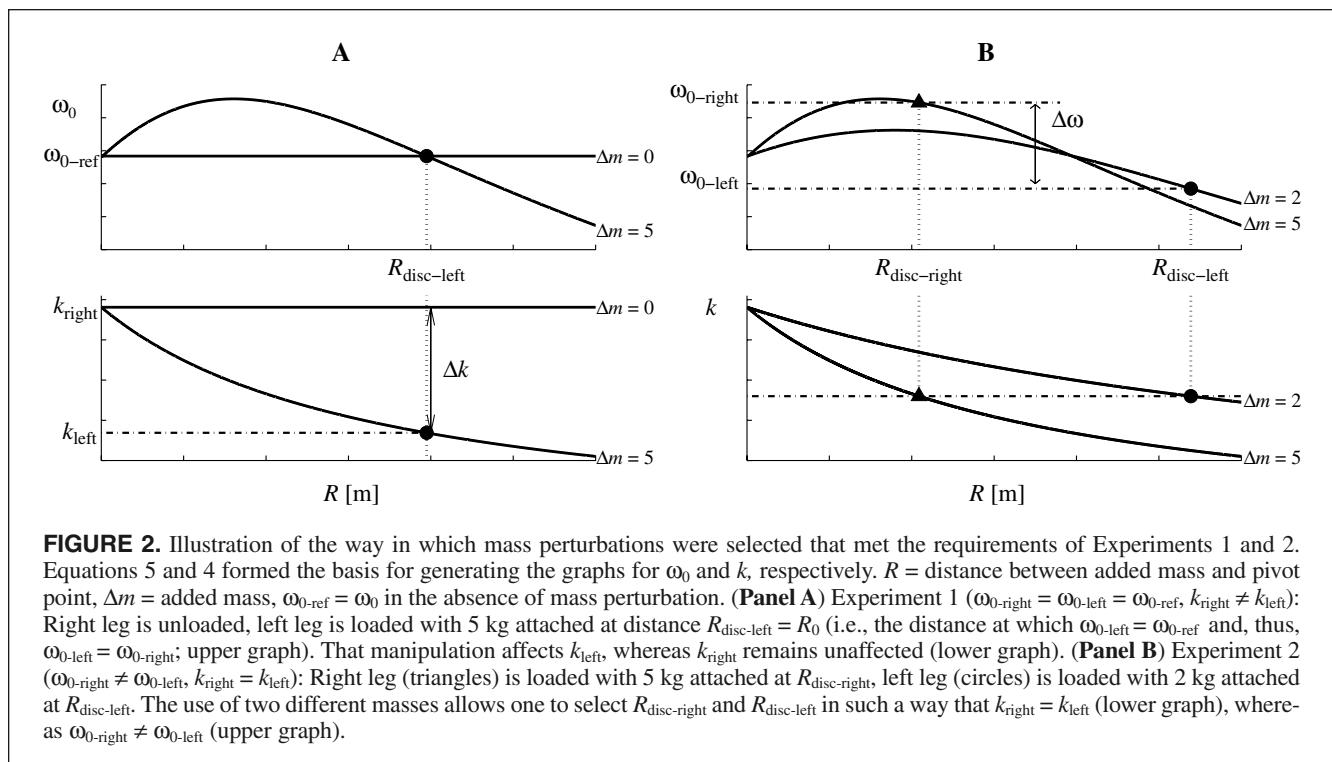 A
B
ω0
ω0–ref
Δm = 0
Δm = 5
Rdisc–left
kright
Δm = 0
Δk
kleft
Δm = 5
R [m]
ω0–right
Δω
ω0–left
Δm = 2
Δm = 5
Rdisc–right
Rdisc–left
k
Δm = 2
Δm = 5
R [m]
FIGURE 2. Illustration of the way in which mass perturbations were selected that met the requirements of Experiments 1 and 2.
Equations 5 and 4 formed the basis for generating the graphs for ω0 and k, respectively. R = distance between added mass and pivot
point, Δm = added mass, ω0-ref = ω0 in the absence of mass perturbation. (Panel A) Experiment 1 (ω0-right = ω0-left = ω0-ref, kright ≠ kleft):
Right leg is unloaded, left leg is loaded with 5 kg attached at distance Rdisc-left = R0 (i.e., the distance at which ω0-left = ω0-ref and, thus,
ω0-left = ω0-right; upper graph). That manipulation affects kleft, whereas kright remains unaffected (lower graph). (Panel B) Experiment 2
(ω0-right ≠ ω0-left, kright = kleft): Right leg (triangles) is loaded with 5 kg attached at Rdisc-right, left leg (circles) is loaded with 2 kg attached
at Rdisc-left. The use of two different masses allows one to select Rdisc-right and Rdisc-left in such a way that kright = kleft (lower graph), where-
as ω0-right ≠ ω0-left (upper graph).